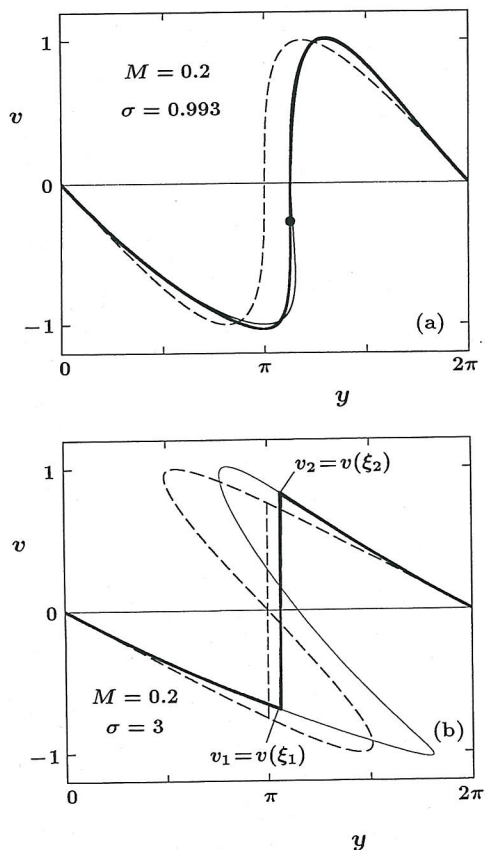 1
M = 0.2
v
σ = 0.993
0
−1
(a)
0
π
2π
y
1
v₂ = v(ξ₂)
v
0
M = 0.2
σ = 3
(b)
−1
v₁ = v(ξ₁)
0
π
2π
y